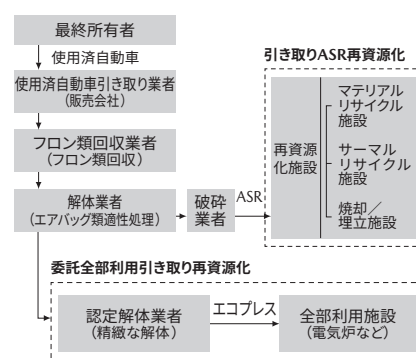 最終所有者
使用済自動車
使用済自動車引き取り業者
(販売会社)
フロン類回収業者
(フロン類回収)
解体業者
(エアバッグ類適性処理)
破砕
業者
ASR
引き取りASR再資源化
再資源
化施設
マテリアル
リサイクル
施設
サーマル
リサイクル
施設
焼却/
埋立施設
委託全部利用引き取り再資源化
認定解体業者
(精緻な解体)
エコプレス
全部利用施設
(電気炉など)